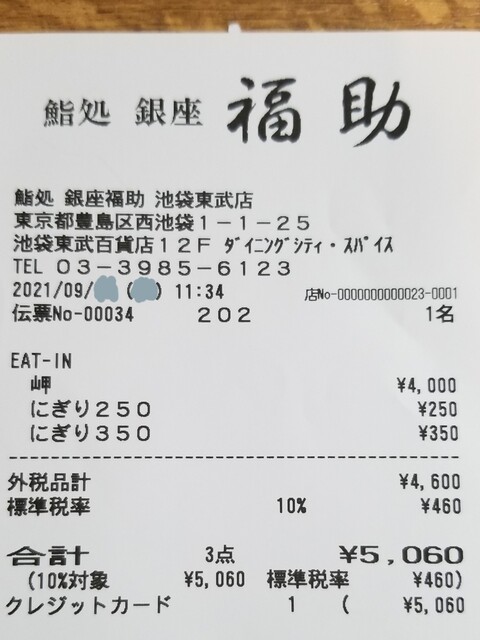 鮨処 銀座 福助
鮨処 銀座福助 池袋東武店
東京都豊島区西池袋1-1-25
池袋東武百貨店12F ダイニングシティ・スパイス
TEL 03-3985-6123
2021/09/ ( ) 11:34 店No-0000000000023-0001
伝票No-00034 202 1名
EAT-IN
岬 ¥4,000
にぎり250 ¥250
にぎり350 ¥350
外税品計 ¥4,600
標準税率 10% ¥460
合計 3点 ¥5,060
(10%対象 ¥5,060 標準税率 ¥460)
クレジットカード 1 ( ¥5,060